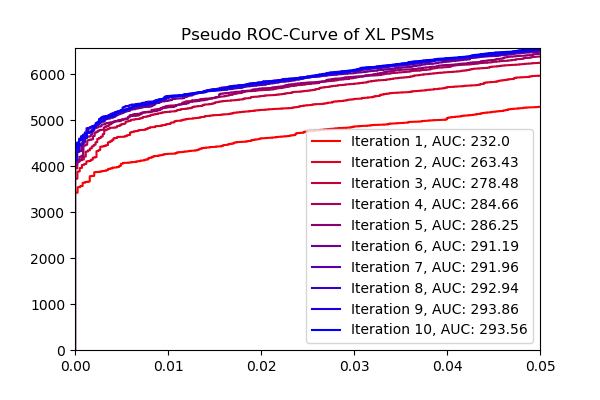 Pseudo ROC-Curve of XL PSMs
6000
5000
4000
3000
2000
1000
0
0.00
0.01
0.02
0.03
0.04
0.05
Iteration 1, AUC: 232.0
Iteration 2, AUC: 263.43
Iteration 3, AUC: 278.48
Iteration 4, AUC: 284.66
Iteration 5, AUC: 286.25
Iteration 6, AUC: 291.19
Iteration 7, AUC: 291.96
Iteration 8, AUC: 292.94
Iteration 9, AUC: 293.86
Iteration 10, AUC: 293.56